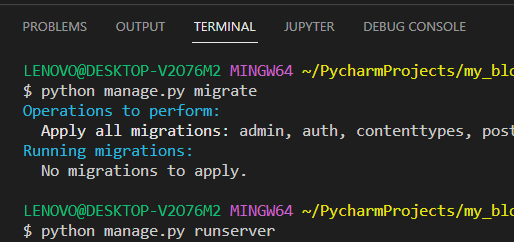 PROBLEMS OUTPUT TERMINAL JUPYTER DEBUG CONSOLE
LENOVO@DESKTOP-V2O76M2 MINGW64 ~/PycharmProjects/my_blo
$ python manage.py migrate
Operations to perform:
Apply all migrations: admin, auth, contenttypes, post
Running migrations:
No migrations to apply.
LENOVO@DESKTOP-V2O76M2 MINGW64 ~/PycharmProjects/my_blo
$ python manage.py runserver